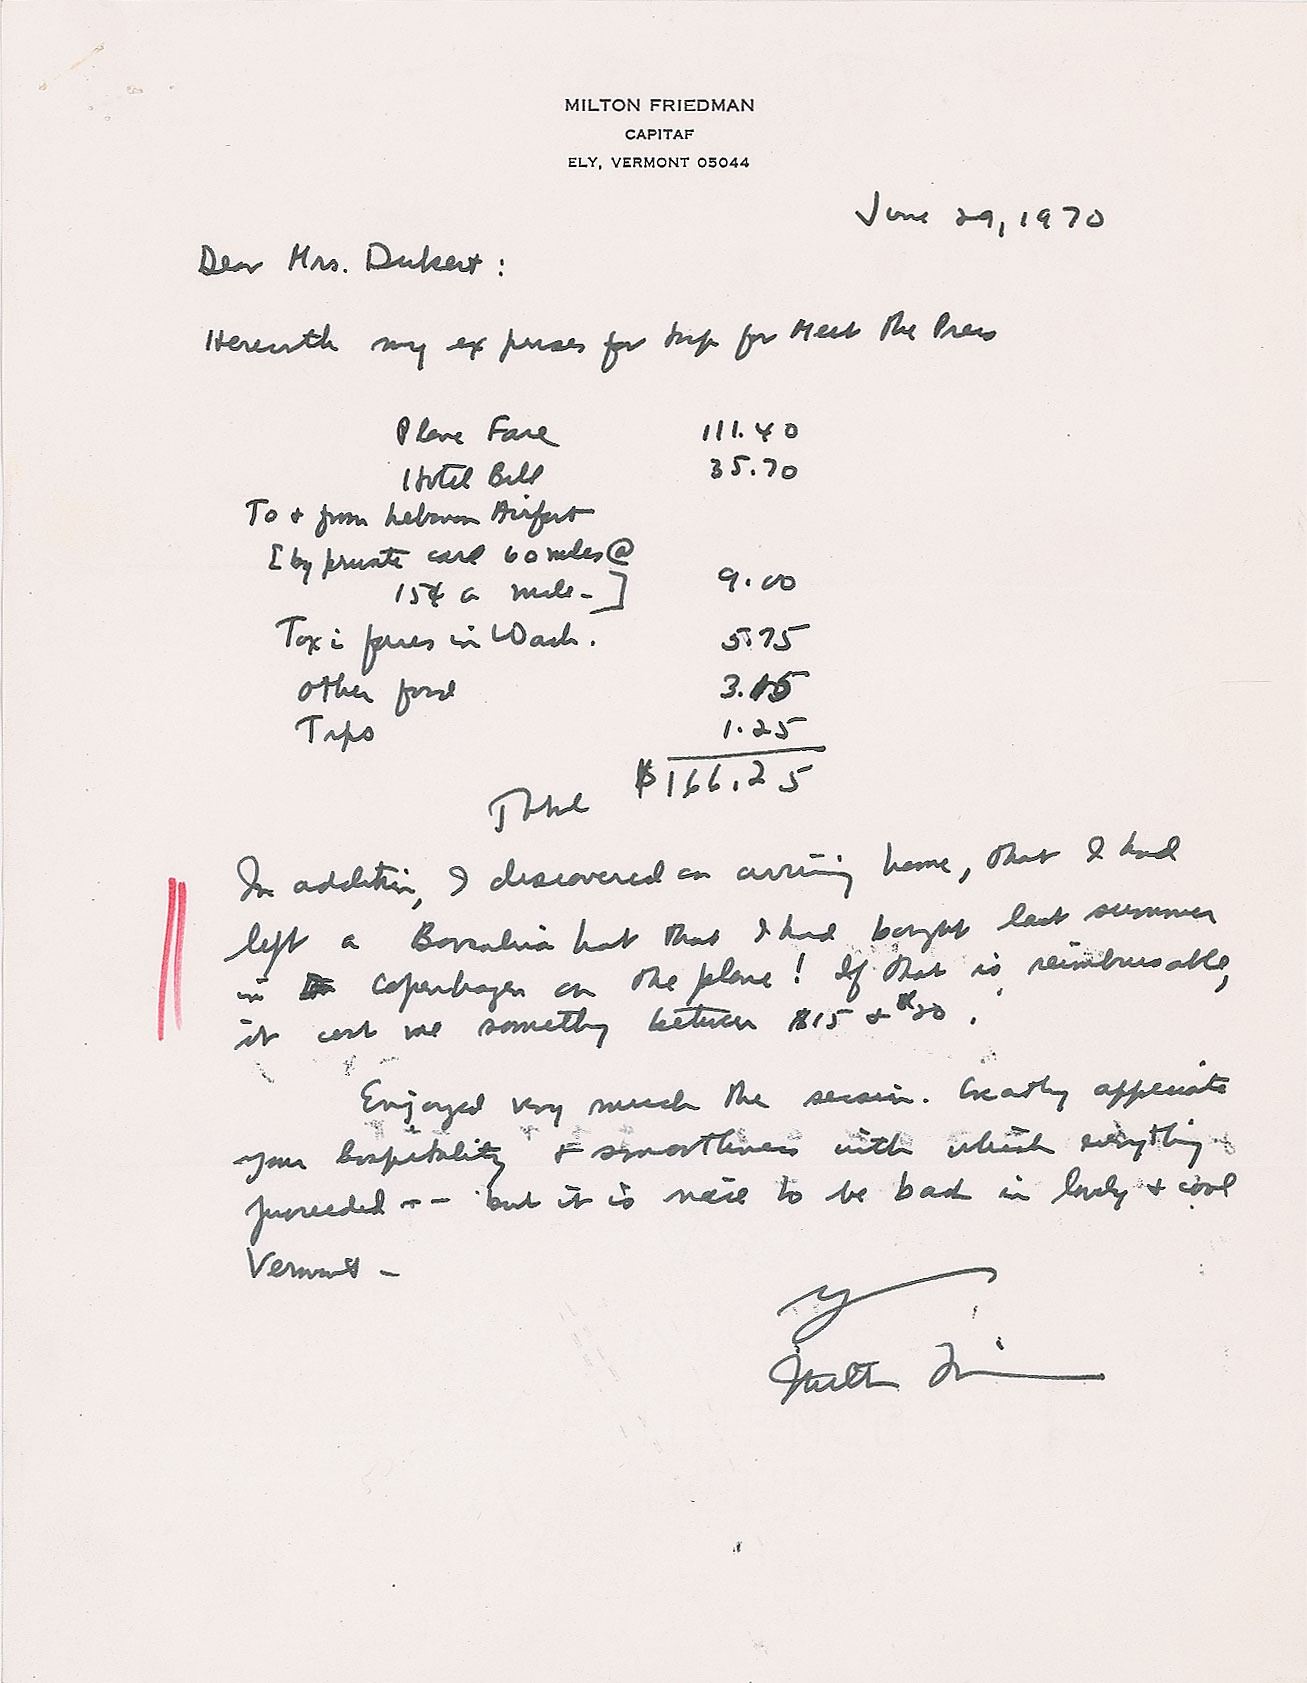 MILTON FRIEDMAN
CAPITAF
ELY, VERMONT 05044
June 29, 1970
Dear Mrs. Dukert:
Herewith my expenses for trip for Meet the Press
Plane Fare 111.40
Hotel Bill 35.70
To & from Lebanon Airport
[by private card 60 miles @
15¢ a mile-] 9.00
Taxi fares in Wash. 5.75
other food 3.15
Tips 1.25
Total $166.25
In addition, I discovered on arriving home, that I had
left a Borsalino hat that I had bought last summer
in Copenhagen on the plane! If that is reimbursable,
it cost me something between $15 & $20.
Enjoyed very much the session. Greatly appreciate
your hospitality & smoothness with which everything
proceeded -- but it is nice to be back in lovely & cool
Vermont -
Milton